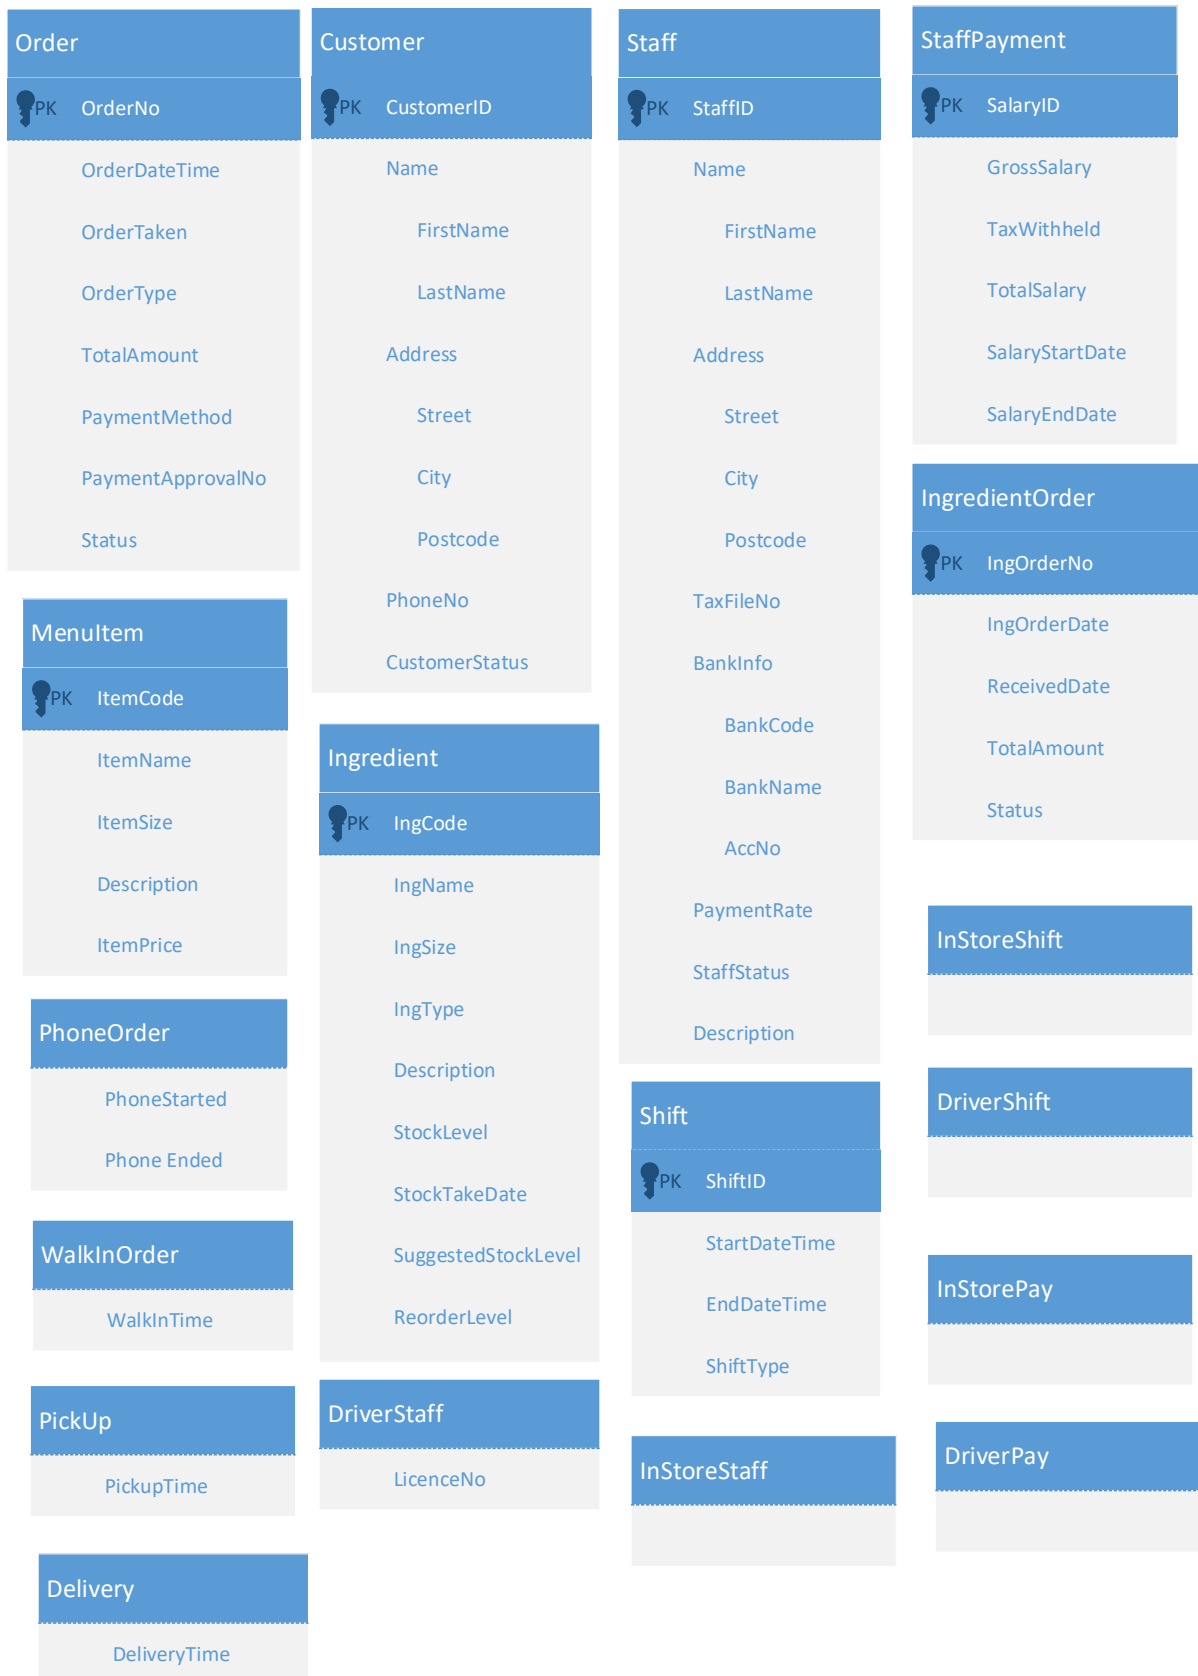 Order
PK OrderNo
OrderDateTime
OrderTaken
OrderType
TotalAmount
PaymentMethod
PaymentApprovalNo
Status
MenuItem
PK ItemCode
ItemName
ItemSize
Description
ItemPrice
PhoneOrder
PhoneStarted
Phone Ended
WalkInOrder
WalkInTime
PickUp
PickupTime
Delivery
DeliveryTime
Customer
PK CustomerID
Name
FirstName
LastName
Address
Street
City
Postcode
PhoneNo
CustomerStatus
Ingredient
PK IngCode
IngName
IngSize
IngType
Description
StockLevel
StockTakeDate
SuggestedStockLevel
ReorderLevel
DriverStaff
LicenceNo
Staff
PK StaffID
Name
FirstName
LastName
Address
Street
City
Postcode
TaxFileNo
BankInfo
BankCode
BankName
AccNo
PaymentRate
StaffStatus
Description
Shift
PK ShiftID
StartDateTime
EndDateTime
ShiftType
InStoreStaff
StaffPayment
PK SalaryID
GrossSalary
TaxWithheld
TotalSalary
SalaryStartDate
SalaryEndDate
IngredientOrder
PK IngOrderNo
IngOrderDate
ReceivedDate
TotalAmount
Status
InStoreShift
DriverShift
InStorePay
DriverPay